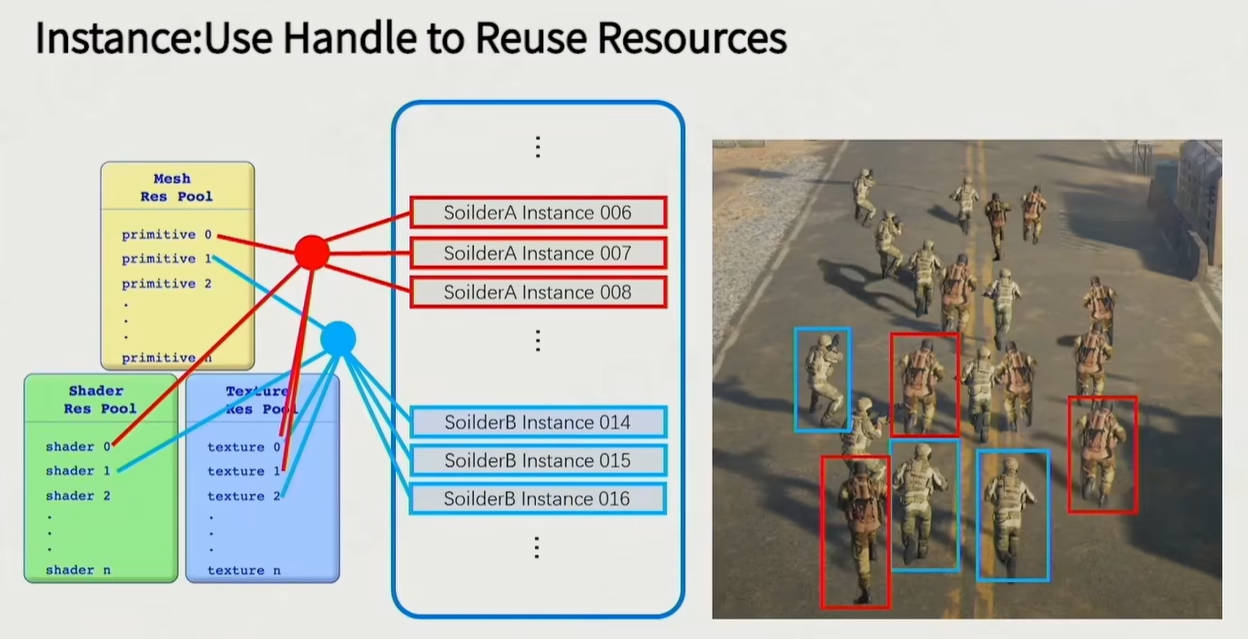 Instance:Use Handle to Reuse Resources
Mesh
Res Pool
primitive 0
primitive 1
primitive 2
.
.
.
primitive n
Shader
Res Pool
shader 0
shader 1
shader 2
.
.
.
shader n
Texture
Res Pool
texture 0
texture 1
texture 2
.
.
.
texture n
⋮
SoilderA Instance 006
SoilderA Instance 007
SoilderA Instance 008
⋮
SoilderB Instance 014
SoilderB Instance 015
SoilderB Instance 016
⋮